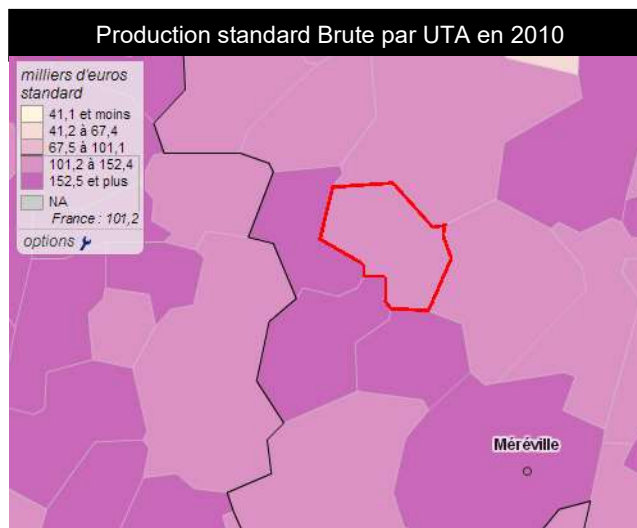 Production standard Brute par UTA en 2010
milliers d'euros
standard
41,1 et moins
41,2 à 67,4
67,5 à 101,1
101,2 à 152,4
152,5 et plus
NA
France : 101,2
options
Méréville